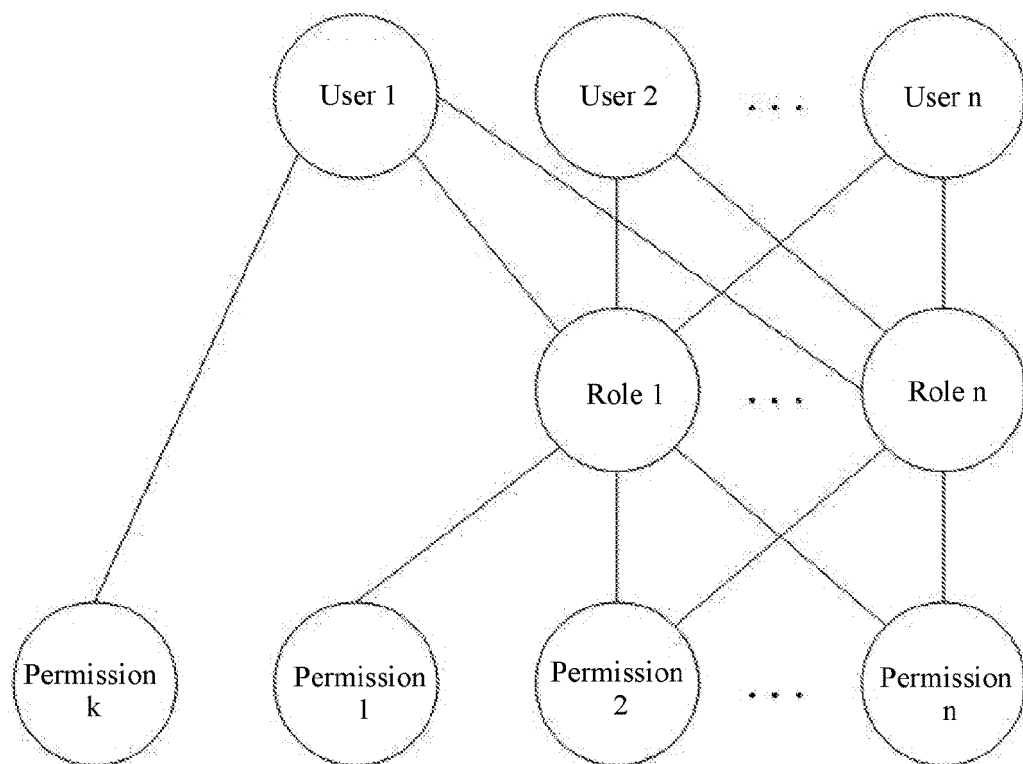 User 1
User 2
. . .
User n
Role 1
. . .
Role n
Permission
k
Permission
1
Permission
2
. . .
Permission
n